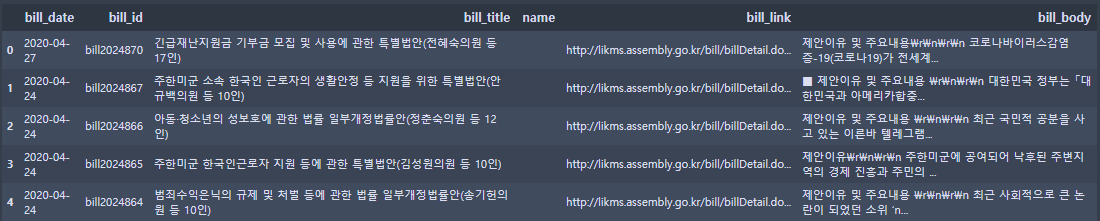 bill_date bill_id bill_title name bill_link bill_body
0 2020-04-27 bill2024870 긴급재난지원금 기부금 모집 및 사용에 관한 특별법안(전혜숙의원 등 17인) http://likms.assembly.go.kr/bill/billDetail.do... 제안이유 및 주요내용₩r₩n₩r₩n 코로나바이러스감염증-19(코로나19)가 전세계...
1 2020-04-24 bill2024867 주한미군 소속 한국인 근로자의 생활안정 등 지원을 위한 특별법안(안규백의원 등 10인) http://likms.assembly.go.kr/bill/billDetail.do... ■ 제안이유 및 주요내용 ₩r₩n₩r₩n 대한민국 정부는 「대한민국과 아메리카합중...
2 2020-04-24 bill2024866 아동·청소년의 성보호에 관한 법률 일부개정법률안(정춘숙의원 등 12인) http://likms.assembly.go.kr/bill/billDetail.do... 제안이유 및 주요내용 ₩r₩n₩r₩n 최근 국민적 공분을 사고 있는 이른바 텔레그램...
3 2020-04-24 bill2024865 주한미군 한국인근로자 지원 등에 관한 특별법안(김성원의원 등 10인) http://likms.assembly.go.kr/bill/billDetail.do... 제안이유₩r₩n₩r₩n 주한미군에 공여되어 낙후된 주변지역의 경제 진흥과 주민의 ...
4 2020-04-24 bill2024864 범죄수익은닉의 규제 및 처벌 등에 관한 법률 일부개정법률안(송기헌의원 등 10인) http://likms.assembly.go.kr/bill/billDetail.do... 제안이유 및 주요내용 ₩r₩n₩r₩n 최근 사회적으로 큰 논란이 되었던 소위 'n...